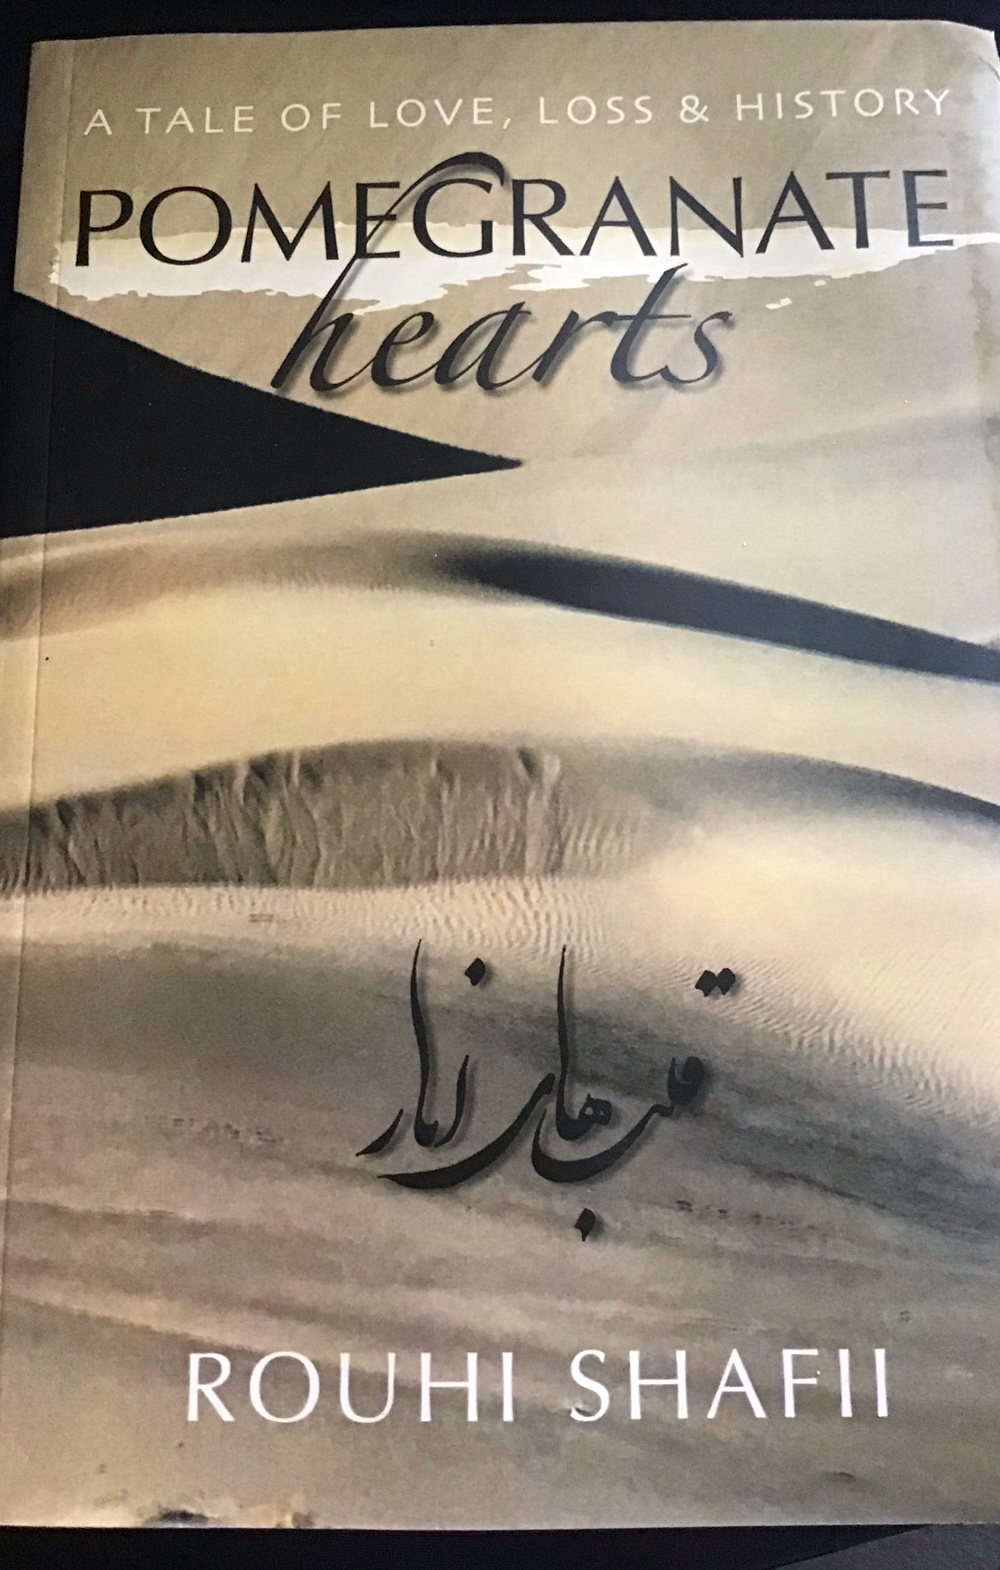 A TALE OF LOVE, LOSS & HISTORY
POMEGRANATE
hearts
قلب های انار
ROUHI SHAFII